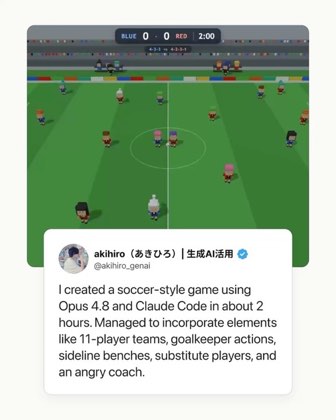 BLUE 0 - 0 RED 2:00
akihiro（あきひろ）| 生成AI活用
@akihiro_genai
I created a soccer-style game using
Opus 4.8 and Claude Code in about 2
hours. Managed to incorporate elements
like 11-player teams, goalkeeper actions,
sideline benches, substitute players, and
an angry coach.